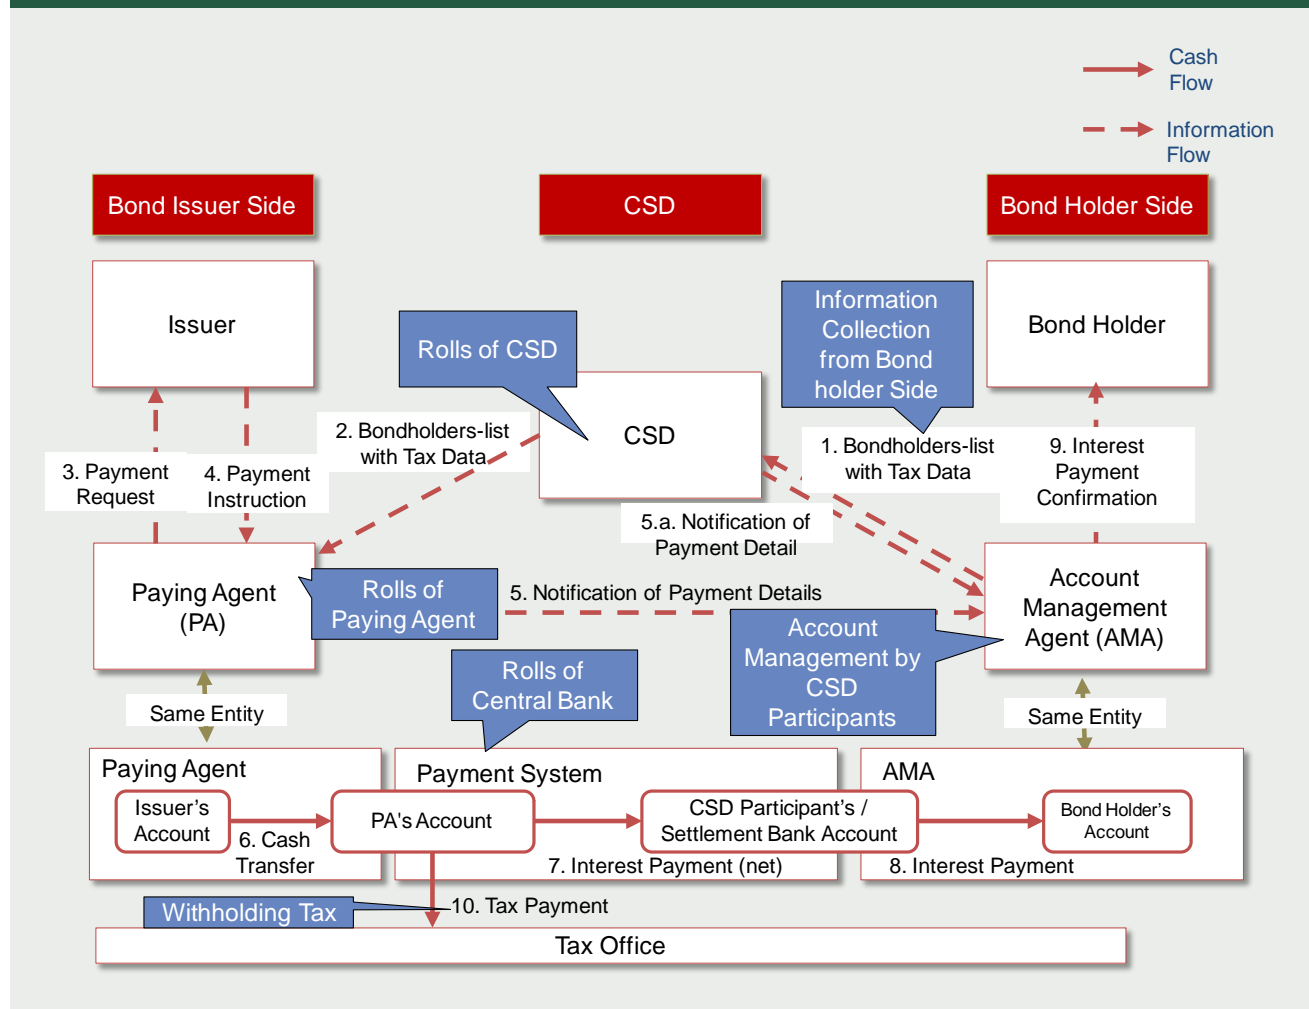 Cash
Flow
Information
Flow
Bond Issuer Side
CSD
Bond Holder Side
Issuer
Rolls of CSD
CSD
Information
Collection
from Bond
holder Side
Bond Holder
2. Bondholders-list
with Tax Data
1. Bondholders-list
with Tax Data
3. Payment
Request
4. Payment
Instruction
9. Interest
Payment
Confirmation
5.a. Notification of
Payment Detail
Paying Agent
(PA)
Rolls of
Paying Agent
5. Notification of Payment Details
Account
Management by
CSD
Participants
Account
Management
Agent (AMA)
Rolls of
Central Bank
Same Entity
Same Entity
Paying Agent
Payment System
AMA
Issuer's
Account
PA's Account
CSD Participant's /
Settlement Bank Account
Bond Holder's
Account
6. Cash
Transfer
7. Interest Payment (net)
8. Interest Payment
Withholding Tax
10. Tax Payment
Tax Office